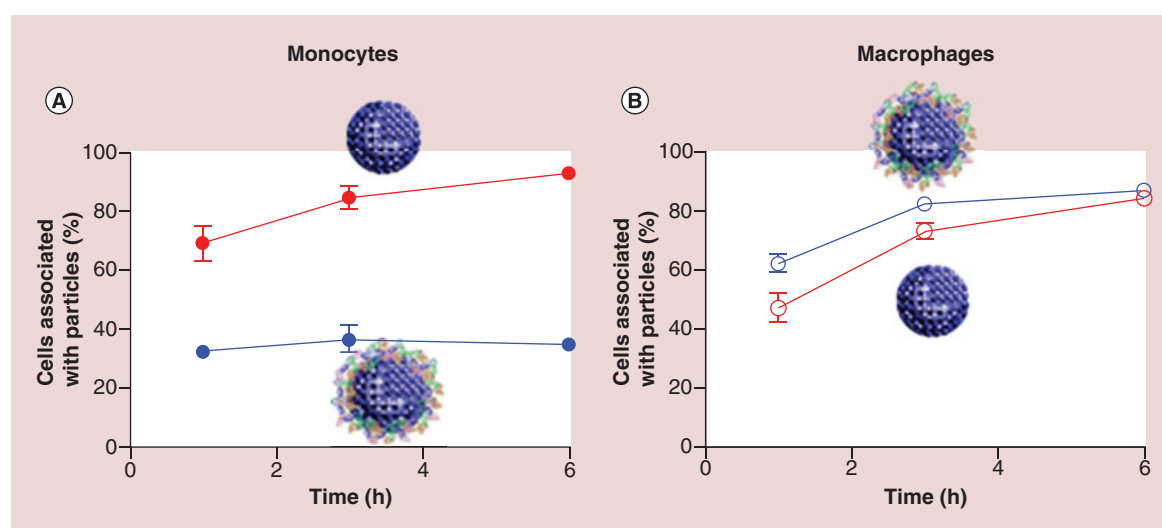 Monocytes
Macrophages
A
B
Cells associated
with particles (%)
100
80
60
40
20
0
0 2 4 6
Time (h)
Cells associated
with particles (%)
100
80
60
40
20
0
0 2 4 6
Time (h)